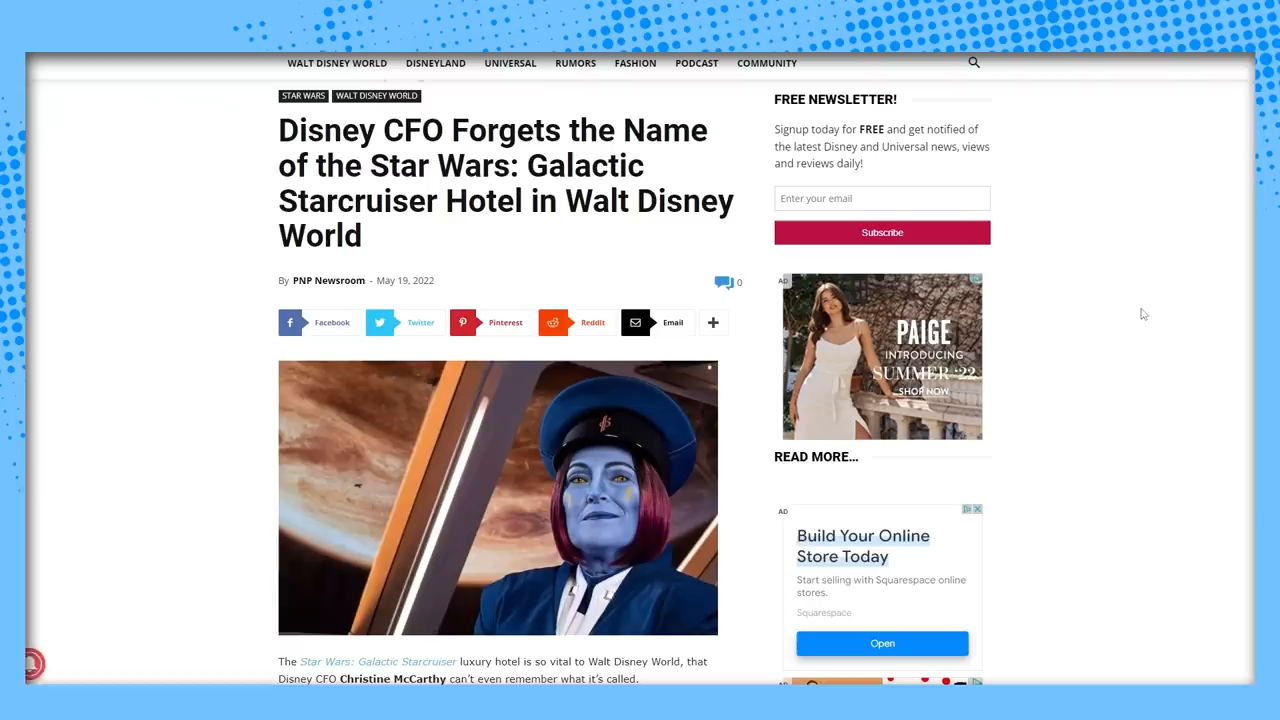 WALT DISNEY WORLD DISNEYLAND UNIVERSAL RUMORS FASHION PODCAST COMMUNITY
STAR WARS WALT DISNEY WORLD
Disney CFO Forgets the Name
of the Star Wars: Galactic
Starcruiser Hotel in Walt Disney
World
By PNP Newsroom - May 19, 2022
0
Facebook Twitter Pinterest ReddIt Email
The Star Wars: Galactic Starcruiser luxury hotel is so vital to Walt Disney World, that
Disney CFO Christine McCarthy can’t even remember what it’s called.
FREE NEWSLETTER!
Signup today for FREE and get notified of
the latest Disney and Universal news, views
and reviews daily!
Enter your email
Subscribe
AD
PAIGE
INTRODUCING
SUMMER ‘22
SHOP NOW
READ MORE…
AD
Build Your Online
Store Today
Start selling with Squarespace online
stores.
Squarespace
Open